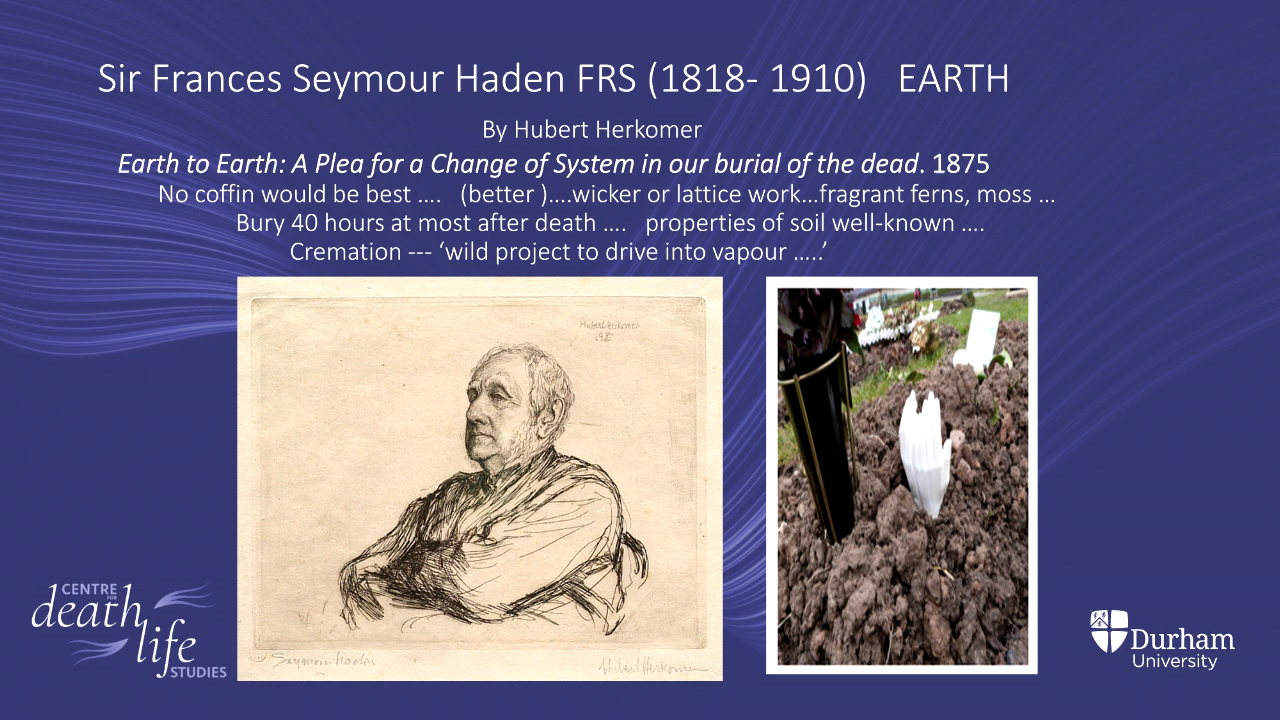 Sir Frances Seymour Haden FRS (1818- 1910)   EARTH
By Hubert Herkomer
Earth to Earth: A Plea for a Change of System in our burial of the dead. 1875
No coffin would be best ….   (better )….wicker or lattice work…fragrant ferns, moss …
Bury 40 hours at most after death ….   properties of soil well-known ….
Cremation --- ‘wild project to drive into vapour …..’
Hubert Herkomer
Seymour Haden
Hubert Herkomer
CENTRE
FOR
death
life
STUDIES
Durham
University